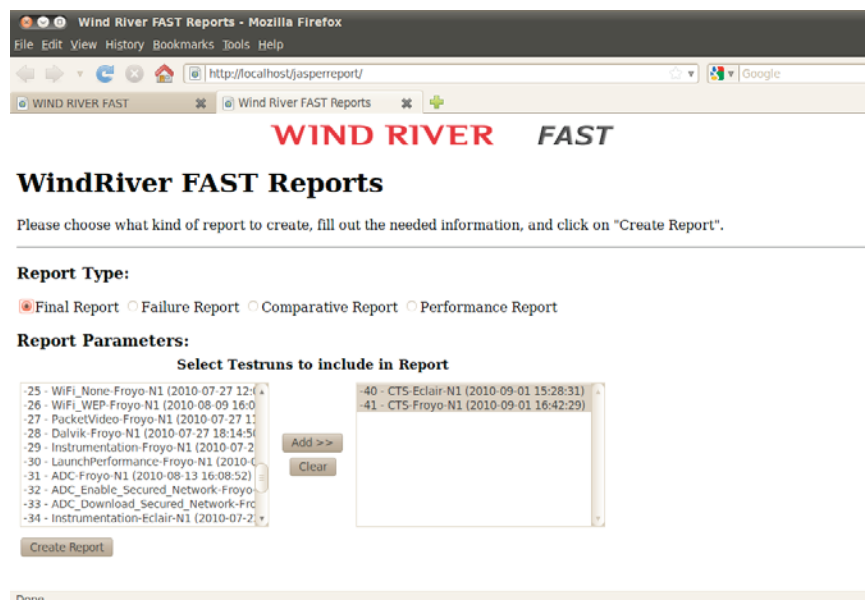 Wind River FAST Reports - Mozilla Firefox
File Edit View History Bookmarks Tools Help
http://localhost/jasperreport/
Google
WIND RIVER FAST
Wind River FAST Reports
WIND RIVER FAST
WindRiver FAST Reports
Please choose what kind of report to create, fill out the needed information, and click on "Create Report".
Report Type:
Final Report Failure Report Comparative Report Performance Report
Report Parameters:
Select Testruns to include in Report
-25 - WiFi_None-Froyo-N1 (2010-07-27 12:
-26 - WiFi_WEP-Froyo-N1 (2010-08-09 16:0
-27 - PacketVideo-Froyo-N1 (2010-07-27 1
-28 - Dalvik-Froyo-N1 (2010-07-27 18:14:5
-29 - Instrumentation-Froyo-N1 (2010-07-2
-30 - LaunchPerformance-Froyo-N1 (2010-
-31 - ADC-Froyo-N1 (2010-08-13 16:08:52)
-32 - ADC_Enable_Secured_Network-Froyo-
-33 - ADC_Download_Secured_Network-Fro
-34 - Instrumentation-Eclair-N1 (2010-07-2
Add >>
Clear
-40 - CTS-Eclair-N1 (2010-09-01 15:28:31)
-41 - CTS-Froyo-N1 (2010-09-01 16:42:29)
Create Report
Done